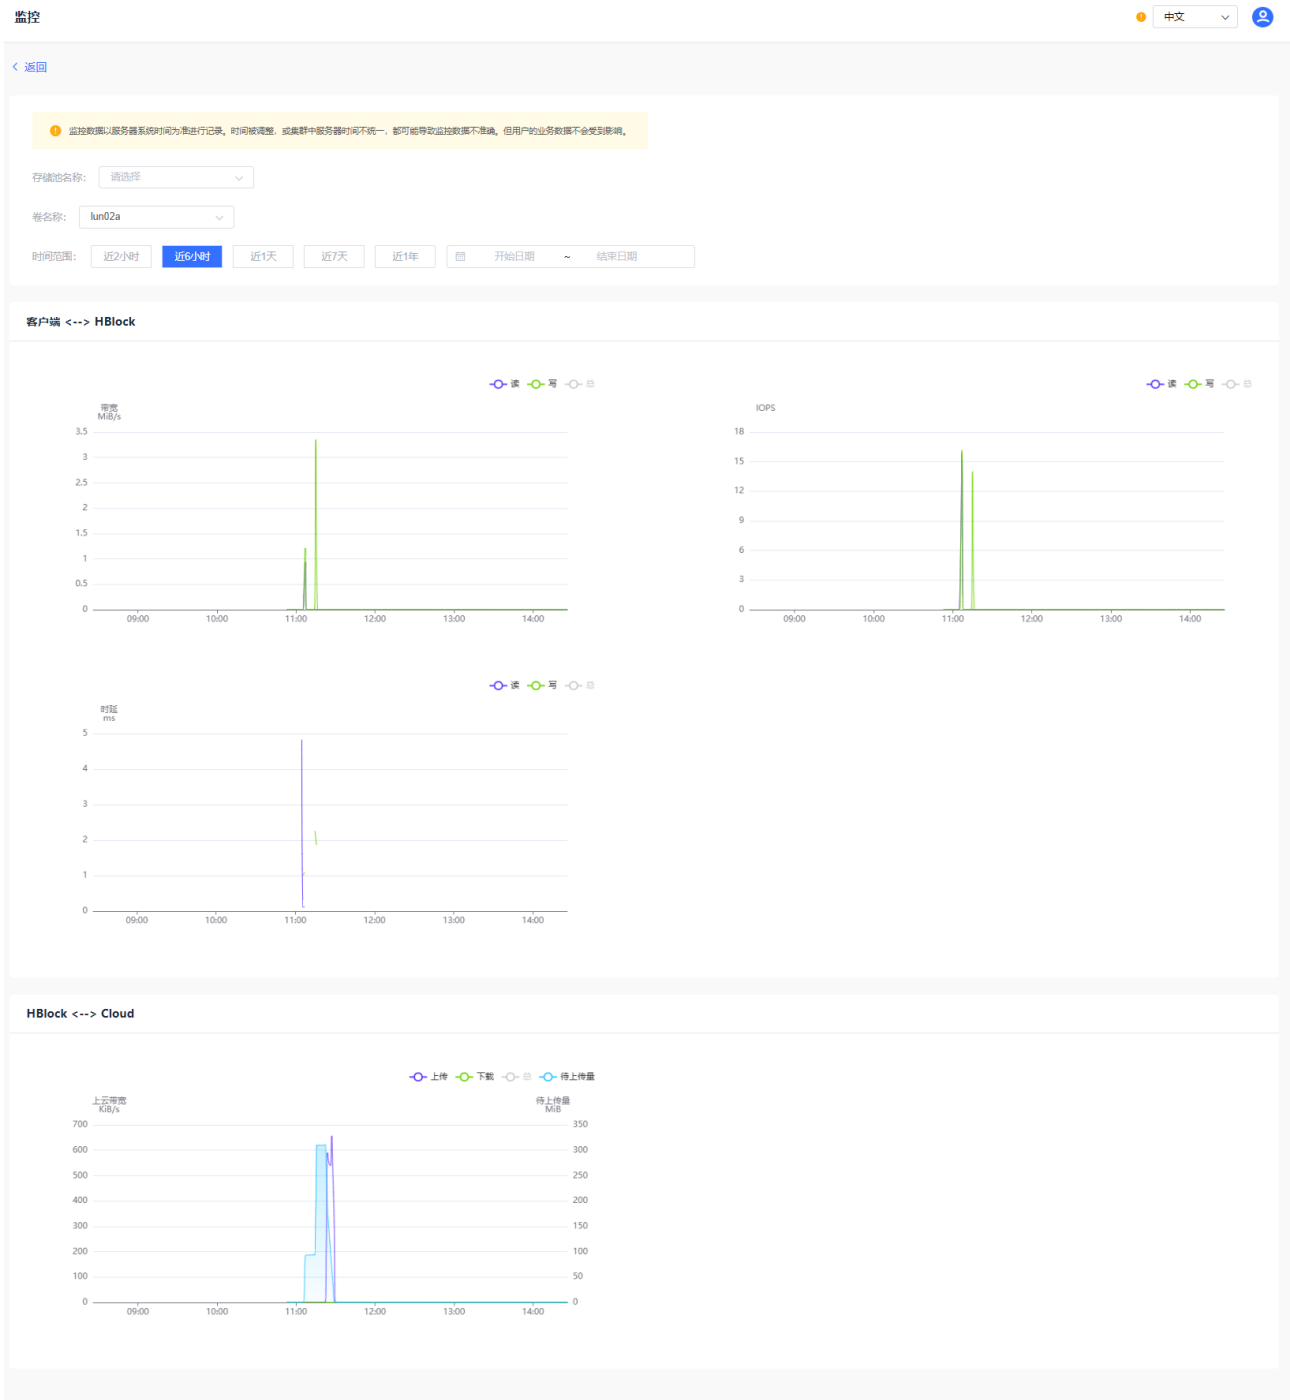 监控
中文
返回
监控数据以服务器系统时间为准进行记录。时间被调整，或集群中服务器时间不统一，都可能导致监控数据不准确。但用户的业务数据不会受到影响。
存储池名称： 请选择
卷名称： lun02a
时间范围： 近2小时 近6小时 近1天 近7天 近1年 开始日期 ~ 结束日期
客户端 <--> HBlock
读 写 总
带宽
MiB/s
3.5
3
2.5
2
1.5
1
0.5
0
09:00 10:00 11:00 12:00 13:00 14:00
读 写 总
IOPS
18
15
12
9
6
3
0
09:00 10:00 11:00 12:00 13:00 14:00
读 写 总
时延
ms
5
4
3
2
1
0
09:00 10:00 11:00 12:00 13:00 14:00
HBlock <--> Cloud
上传 下载 总 待上传量
上云带宽
KiB/s
待上传量
MiB
700 350
600 300
500 250
400 200
300 150
200 100
100 50
0 0
09:00 10:00 11:00 12:00 13:00 14:00